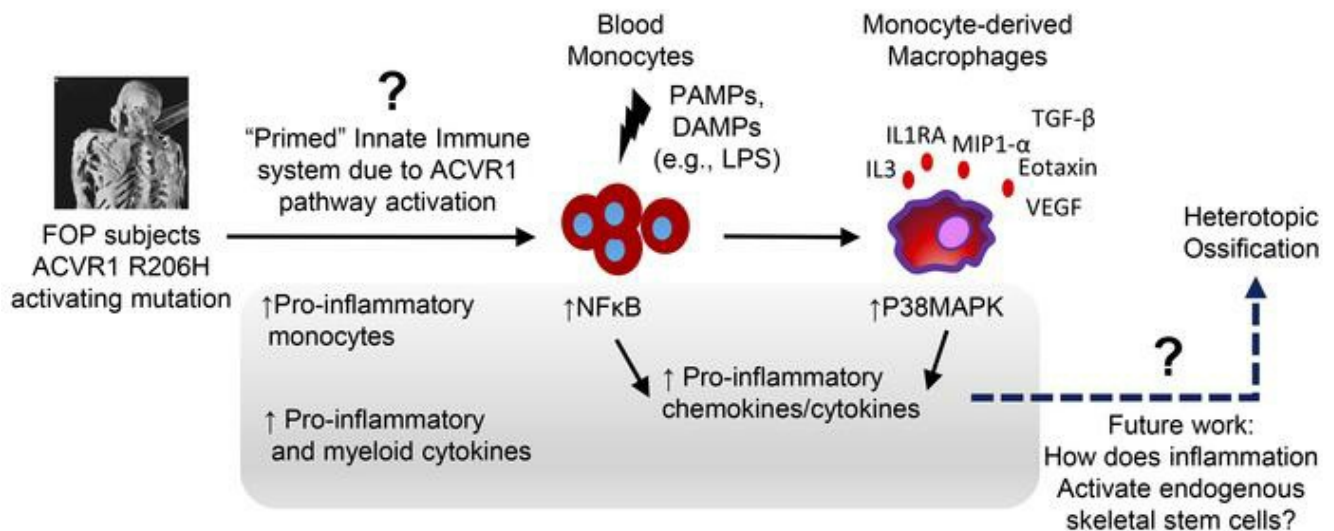 Blood
Monocytes
Monocyte-derived
Macrophages
?
“Primed” Innate Immune
system due to ACVR1
pathway activation
PAMPs,
DAMPs
(e.g., LPS)
TGF-β
IL1RA
MIP1-α
IL3
Eotaxin
VEGF
FOP subjects
ACVR1 R206H
activating mutation
Heterotopic
Ossification
↑Pro-inflammatory
monocytes
↑NFκB
↑P38MAPK
↑ Pro-inflammatory
chemokines/cytokines
↑ Pro-inflammatory
and myeloid cytokines
?
Future work:
How does inflammation
Activate endogenous
skeletal stem cells?